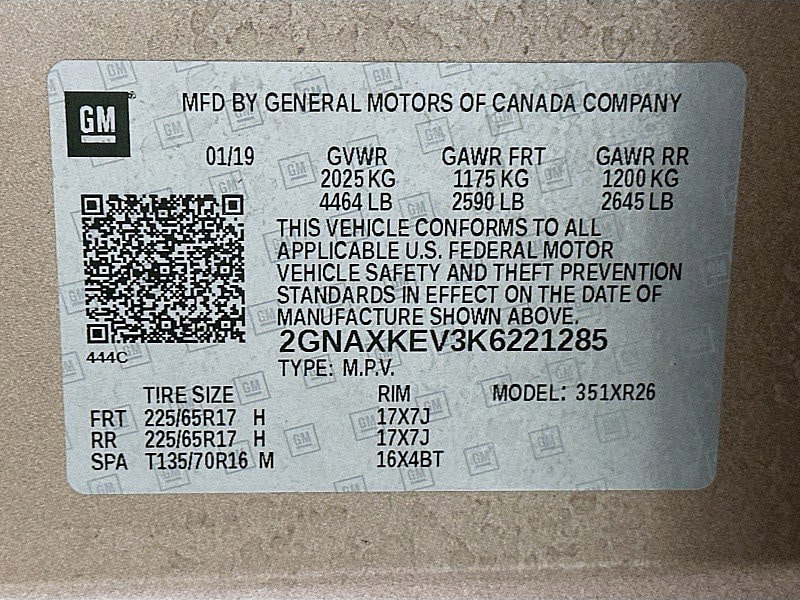 GM
MFD BY GENERAL MOTORS OF CANADA COMPANY
01/19 GVWR GAWR FRT GAWR RR
2025 KG 1175 KG 1200 KG
4464 LB 2590 LB 2645 LB
THIS VEHICLE CONFORMS TO ALL
APPLICABLE U.S. FEDERAL MOTOR
VEHICLE SAFETY AND THEFT PREVENTION
STANDARDS IN EFFECT ON THE DATE OF
MANUFACTURE SHOWN ABOVE.
2GNAXKEV3K6221285
444C
TYPE: M.P.V.
TIRE SIZE RIM MODEL: 351XR26
FRT 225/65R17 H 17X7J
RR 225/65R17 H 17X7J
SPA T135/70R16 M 16X4BT